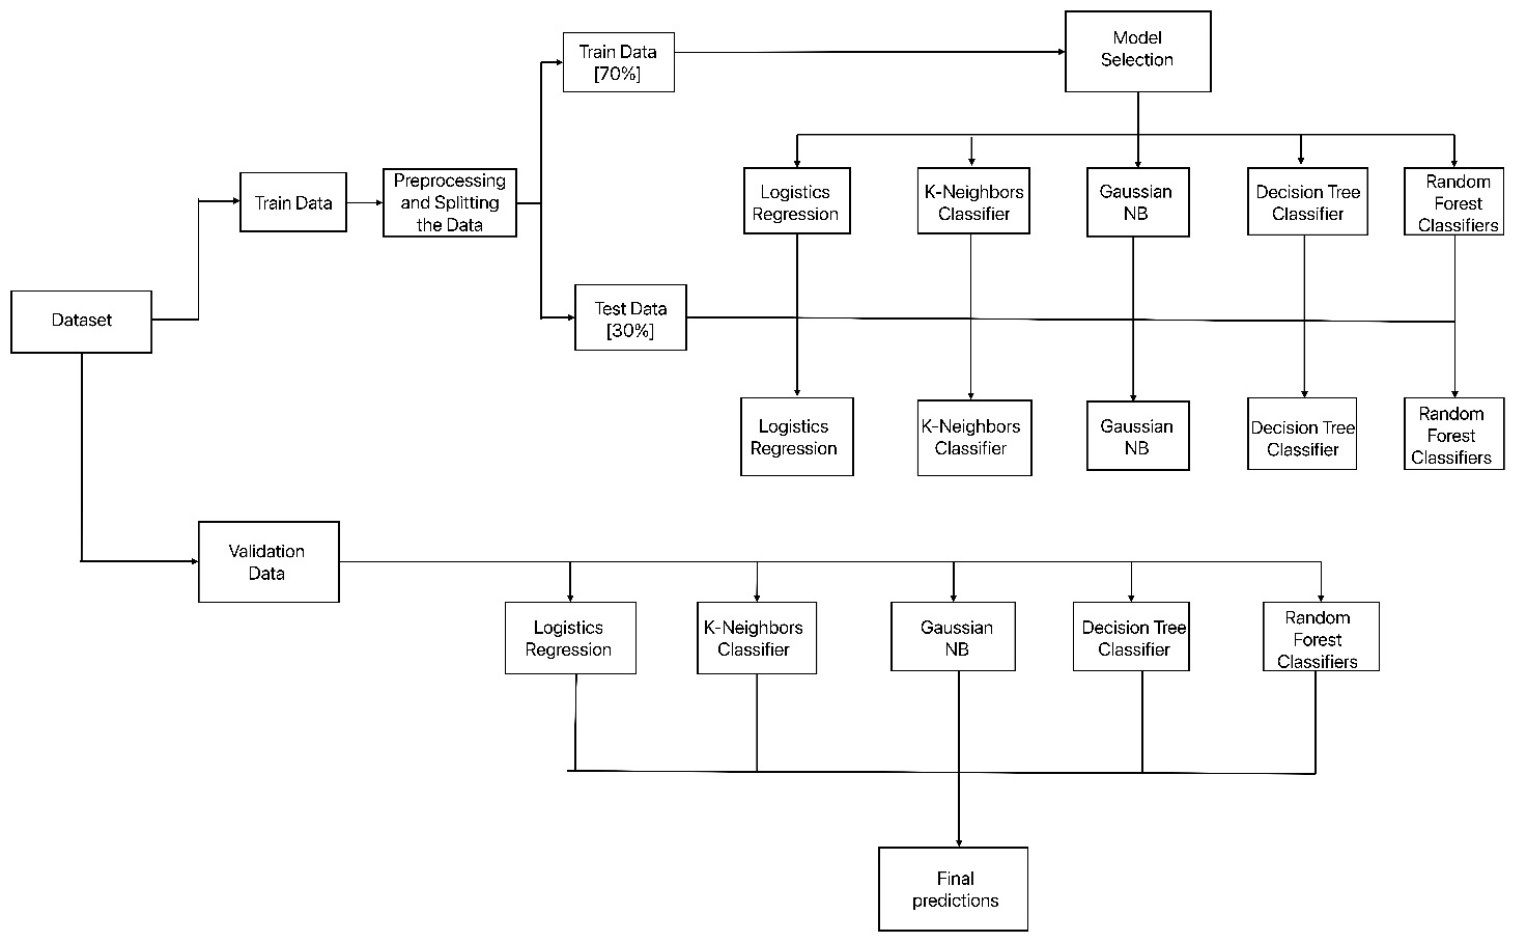 Train Data
[70%]
Model
Selection
Train Data
Preprocessing
and Splitting
the Data
Logistics
Regression
K-Neighbors
Classifier
Gaussian
NB
Decision Tree
Classifier
Random
Forest
Classifiers
Dataset
Test Data
[30%]
Logistics
Regression
K-Neighbors
Classifier
Gaussian
NB
Decision Tree
Classifier
Random
Forest
Classifiers
Validation
Data
Logistics
Regression
K-Neighbors
Classifier
Gaussian
NB
Decision Tree
Classifier
Random
Forest
Classifiers
Final
predictions